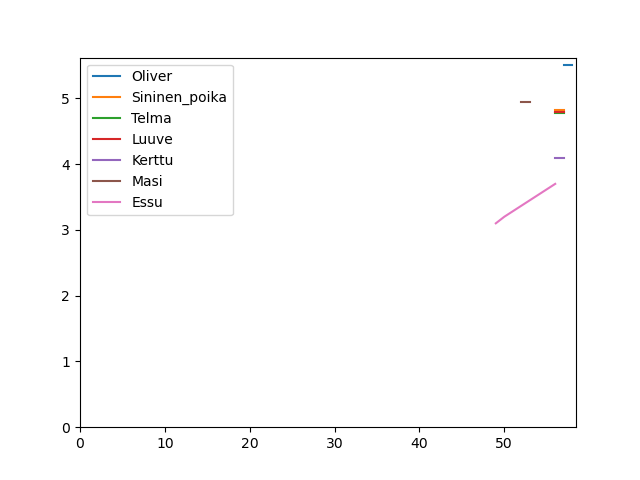 Oliver
Sininen_poika
Telma
Luuve
Kerttu
Masi
Essu
5
4
3
2
1
0
0 10 20 30 40 50